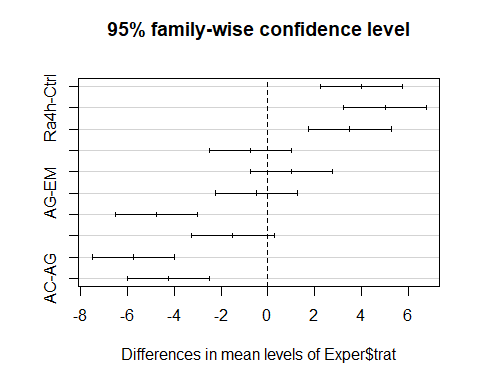 95% family-wise confidence level
Ra4h-Ctrl
AG-EM
AC-AG
-8 -6 -4 -2 0 2 4 6
Differences in mean levels of Exper$trat